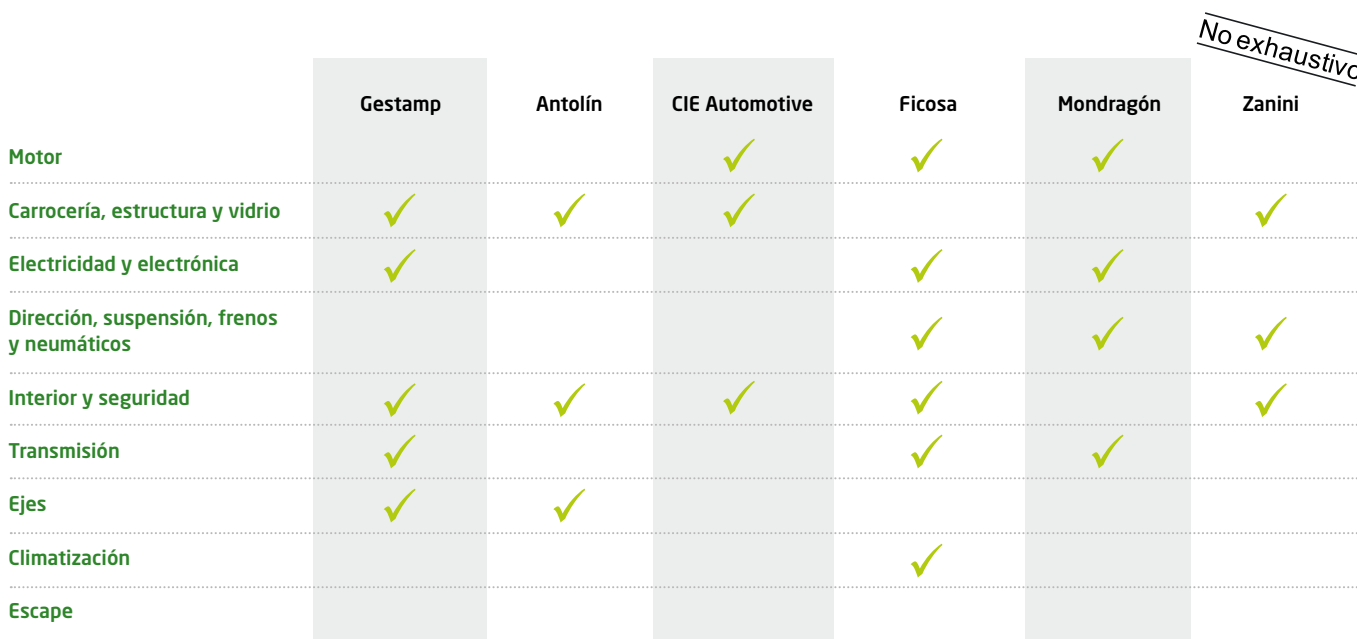 No exhaustivo
Gestamp Antolín CIE Automotive Ficosa Mondragón Zanini
Motor ✓ ✓ ✓
Carrocería, estructura y vidrio ✓ ✓ ✓ ✓
Electricidad y electrónica ✓ ✓ ✓
Dirección, suspensión, frenos
y neumáticos ✓ ✓ ✓
Interior y seguridad ✓ ✓ ✓ ✓ ✓
Transmisión ✓ ✓ ✓
Ejes ✓ ✓
Climatización ✓
Escape